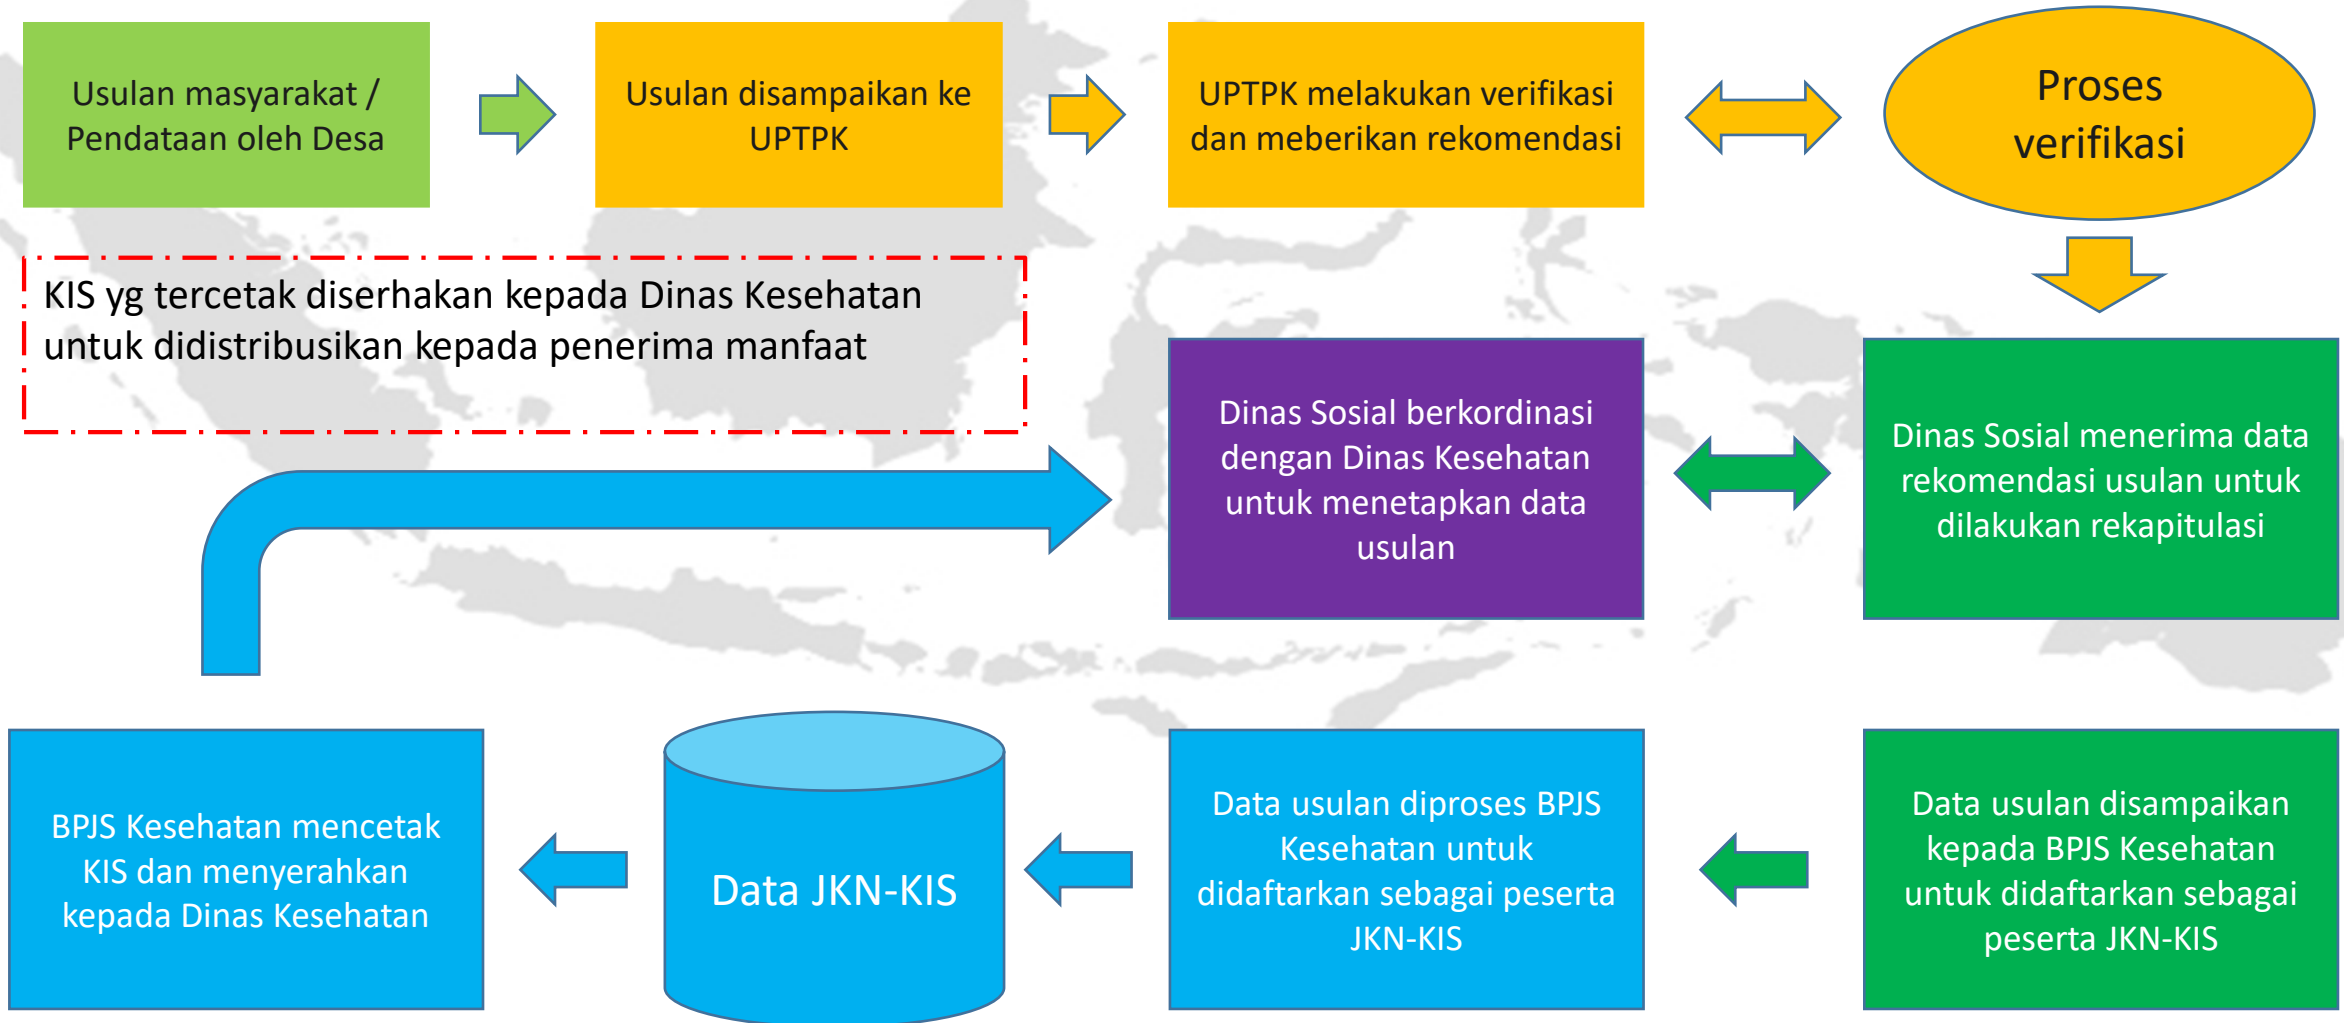 Usulan masyarakat /
Pendataan oleh Desa
Usulan disampaikan ke
UPTPK
UPTPK melakukan verifikasi
dan meberikan rekomendasi
Proses
verifikasi
KIS yg tercetak diserhakan kepada Dinas Kesehatan
untuk didistribusikan kepada penerima manfaat
Dinas Sosial berkordinasi
dengan Dinas Kesehatan
untuk menetapkan data
usulan
Dinas Sosial menerima data
rekomendasi usulan untuk
dilakukan rekapitulasi
BPJS Kesehatan mencetak
KIS dan menyerahkan
kepada Dinas Kesehatan
Data JKN-KIS
Data usulan diproses BPJS
Kesehatan untuk
didaftarkan sebagai peserta
JKN-KIS
Data usulan disampaikan
kepada BPJS Kesehatan
untuk didaftarkan sebagai
peserta JKN-KIS